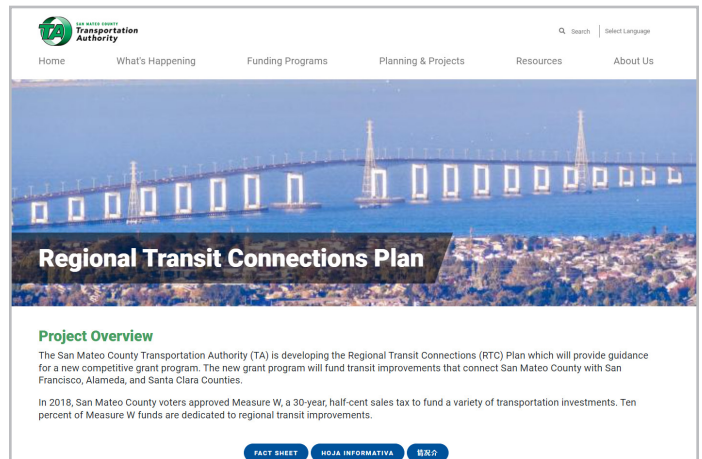 SAN MATEO COUNTY
Transportation
Authority
TA
Search
Select Language
Home
What's Happening
Funding Programs
Planning & Projects
Resources
About Us
Regional Transit Connections Plan
Project Overview
The San Mateo County Transportation Authority (TA) is developing the Regional Transit Connections (RTC) Plan which will provide guidance
for a new competitive grant program. The new grant program will fund transit improvements that connect San Mateo County with San
Francisco, Alameda, and Santa Clara Counties.
In 2018, San Mateo County voters approved Measure W, a 30-year, half-cent sales tax to fund a variety of transportation investments. Ten
percent of Measure W funds are dedicated to regional transit improvements.
FACT SHEET
HOJA INFORMATIVA
情況介